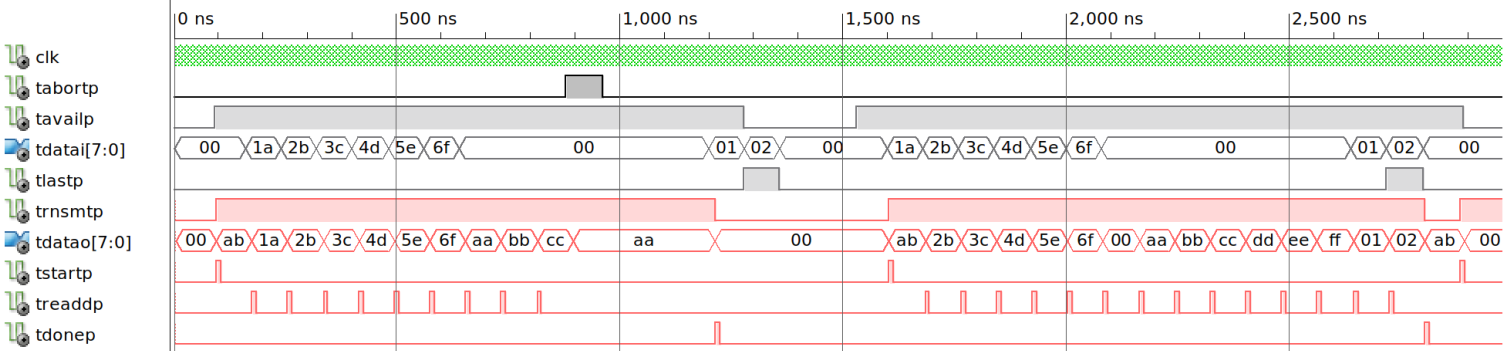 0 ns 500 ns 1,000 ns 1,500 ns 2,000 ns 2,500 ns
clk
tabortp
tavailp
tdatai[7:0] 00 1a 2b 3c 4d 5e 6f 00 01 02 00 1a 2b 3c 4d 5e 6f 00 01 02 00
tlastp
trnsmtp
tdatao[7:0] 00 ab 1a 2b 3c 4d 5e 6f aa bb cc aa 00 ab 2b 3c 4d 5e 6f 00 aa bb cc dd ee ff 01 02 ab 00
tstartp
treaddp
tdonep